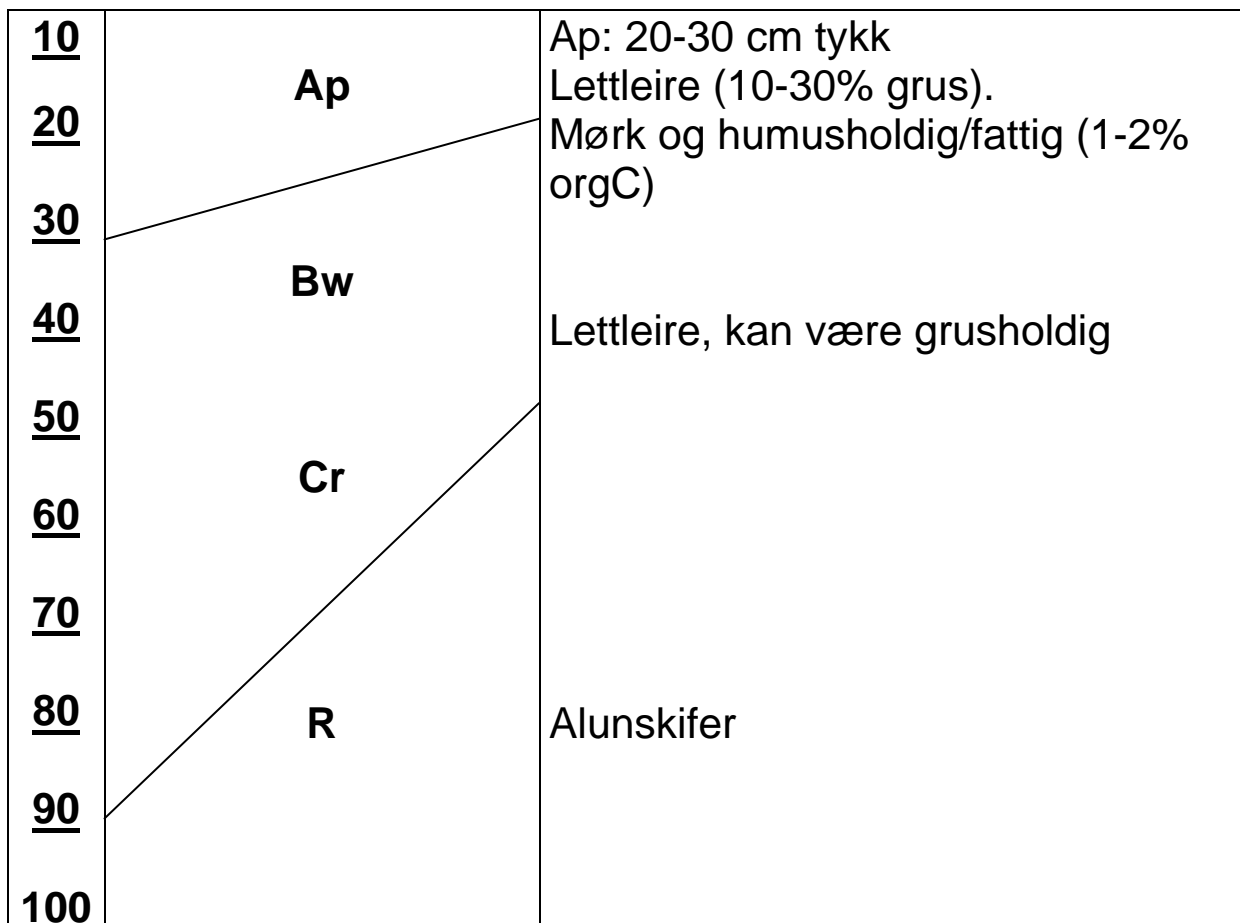 10
Ap
20
30
Bw
40
50
Cr
60
70
80
R
90
100
Ap: 20-30 cm tykk
Lettleire (10-30% grus).
Mørk og humusholdig/fattig (1-2%
orgC)
Lettleire, kan være grusholdig
Alunskifer